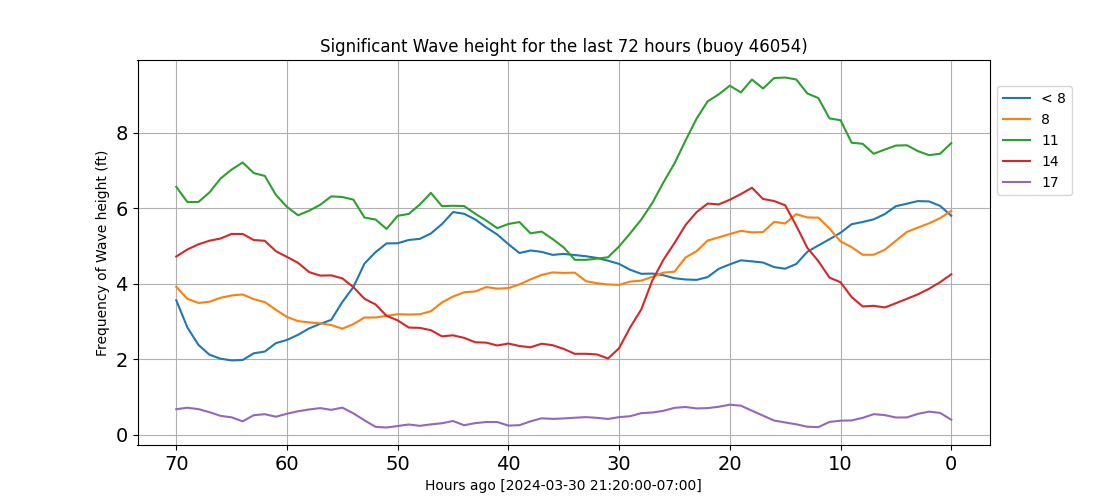 Significant Wave height for the last 72 hours (buoy 46054)
Frequency of Wave height (ft)
8
6
4
2
0
70 60 50 40 30 20 10 0
Hours ago [2024-03-30 21:20:00-07:00]
< 8
8
11
14
17